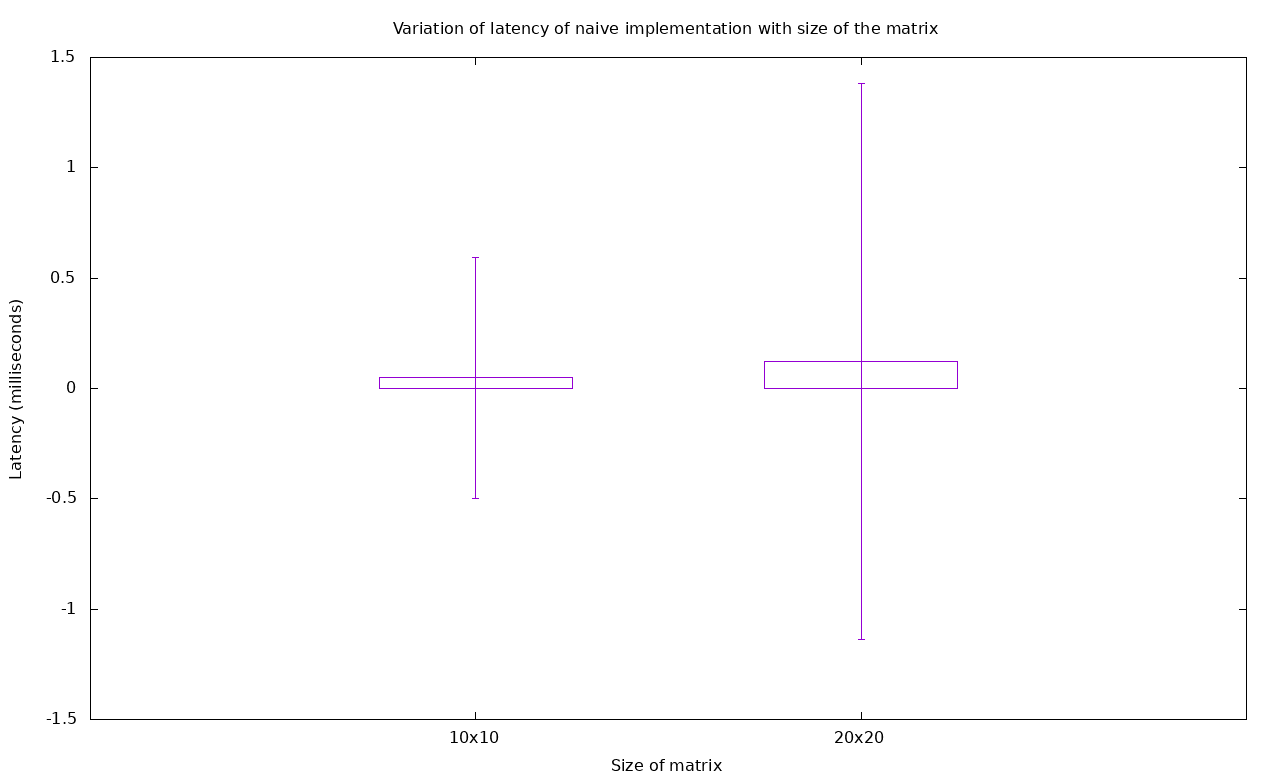 Variation of latency of naive implementation with size of the matrix
1.5
1
0.5
0
-0.5
-1
-1.5
Latency (milliseconds)
10x10 20x20
Size of matrix